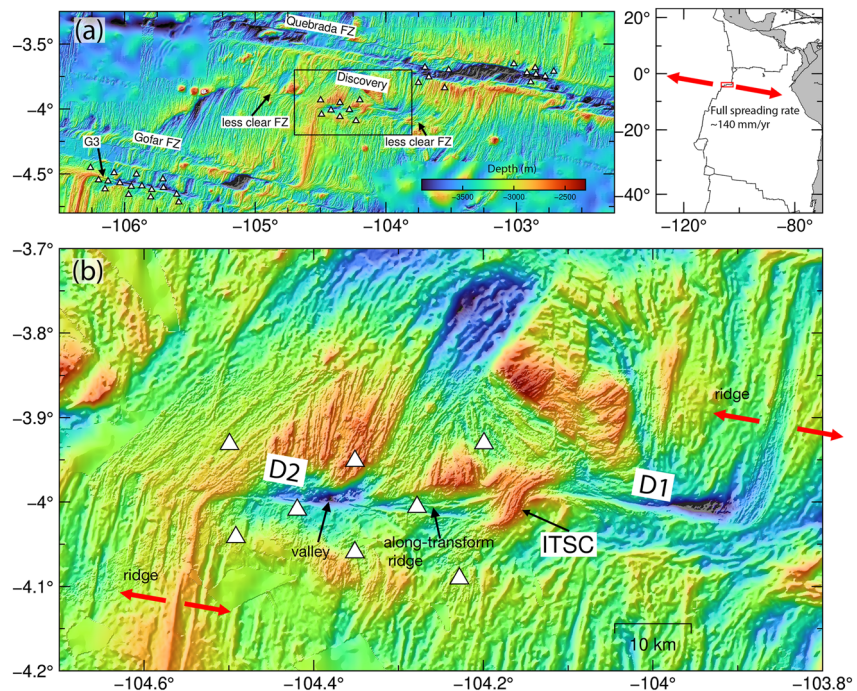 (a)
Quebrada FZ
Discovery
less clear FZ
Gofar FZ
less clear FZ
G3
Depth (m)
−3500 −3000 −2500
−3.5°
−4°
−4.5°
−106° −105° −104° −103°
20°
0°
−20°
−40°
Full spreading rate
~140 mm/yr
−120° −80°
(b)
−3.7°
−3.8°
−3.9°
−4°
−4.1°
−4.2°
ridge
D2
D1
valley
along-transform
ridge
ITSC
ridge
10 km
−104.6 −104.4 −104.2 −104 −103.8